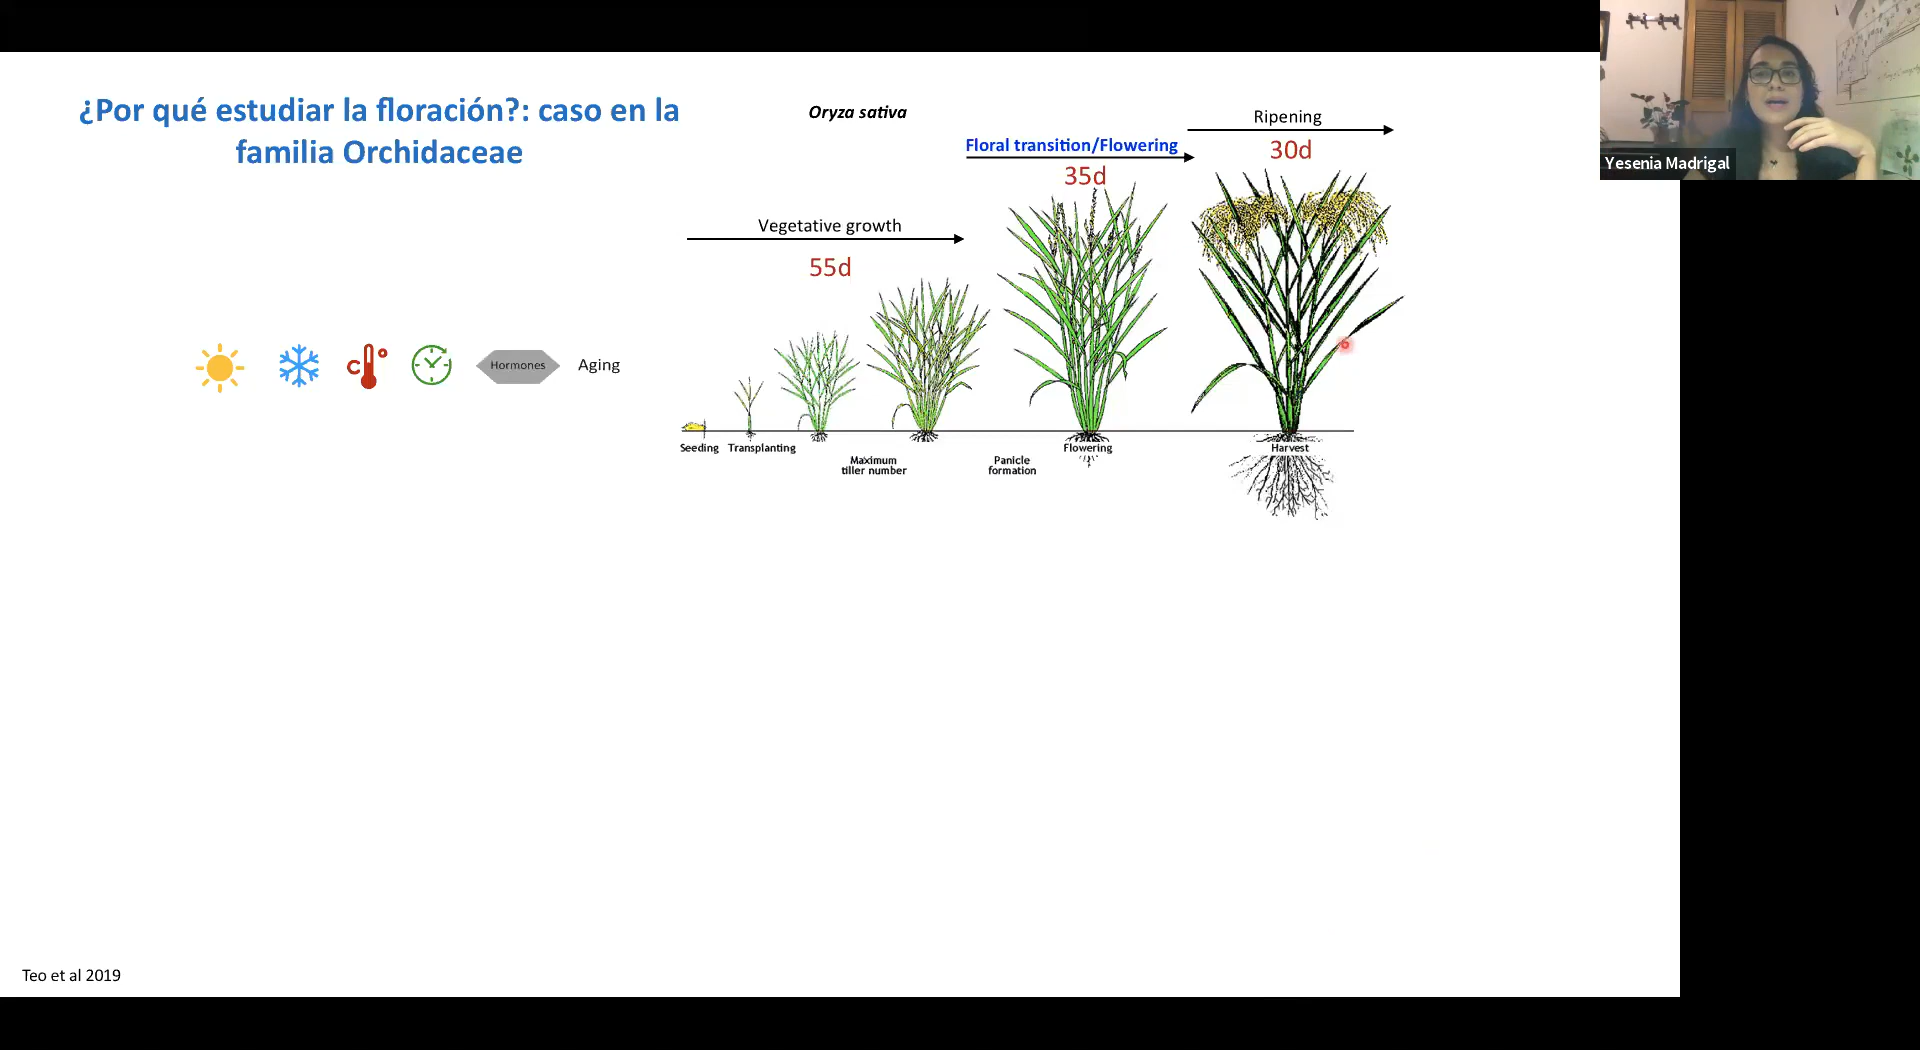 ¿Por qué estudiar la floración?: caso en la
familia Orchidaceae
Oryza sativa
Ripening
30d
Floral transition/Flowering
35d
Vegetative growth
55d
Hormones
Aging
C
Seeding
Transplanting
Maximum
tiller number
Panicle
formation
Flowering
Harvest
Teo et al 2019
Yesenia Madrigal